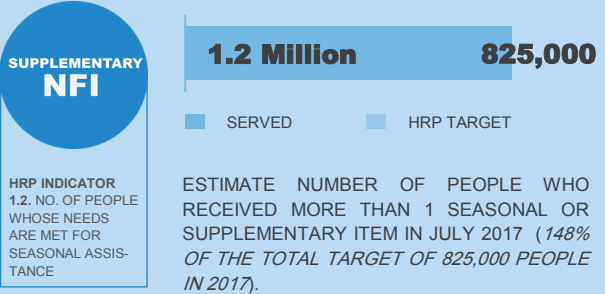 SUPPLEMENTARY
NFI
1.2 Million 825,000
SERVED HRP TARGET
HRP INDICATOR
1.2. NO. OF PEOPLE
WHOSE NEEDS
ARE MET FOR
SEASONAL ASSIS-
TANCE
ESTIMATE NUMBER OF PEOPLE WHO
RECEIVED MORE THAN 1 SEASONAL OR
SUPPLEMENTARY ITEM IN JULY 2017 (148%
OF THE TOTAL TARGET OF 825,000 PEOPLE
IN 2017).